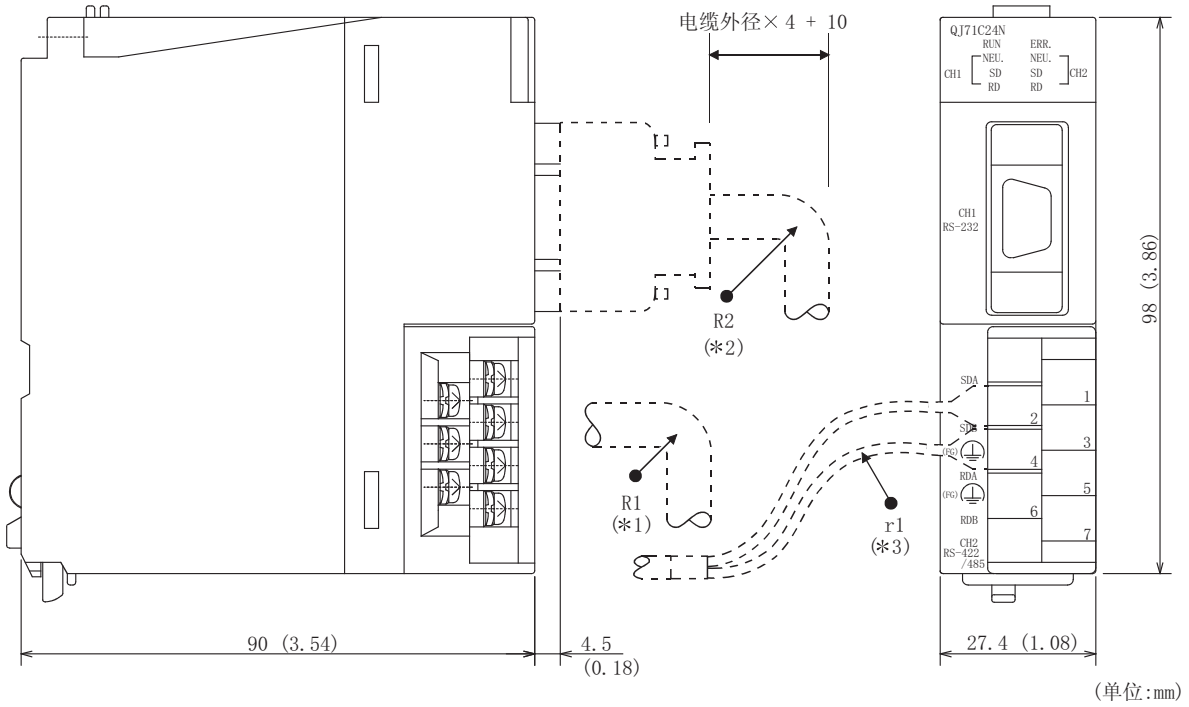 电缆外径×4 + 10
QJ71C24N
RUN ERR.
NEU. NEU.
CH1 SD SD CH2
RD RD
CH1
RS-232
98 (3.86)
R2
(*2)
R1
(*1)
r1
(*3)
SDA
1
2
SDB
3
(FG)
4
RDA
5
(FG)
6
RDB
7
CH2
RS-422
/485
90 (3.54)
4.5
(0.18)
27.4 (1.08)
(单位:mm)